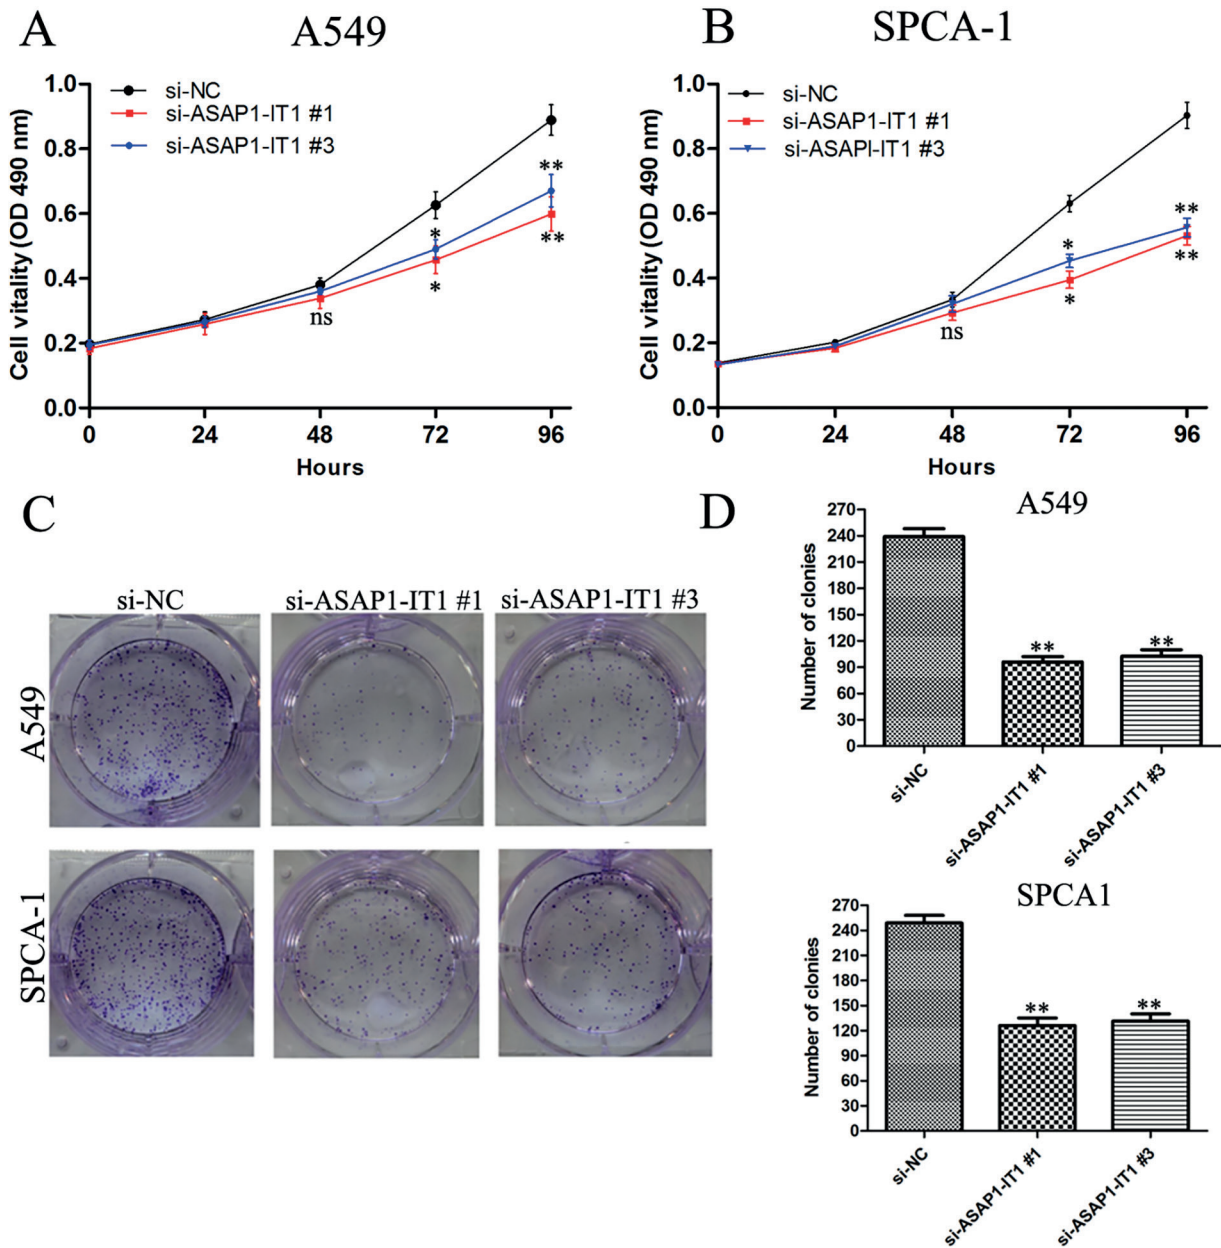 A
A549
si-NC
si-ASAP1-IT1 #1
si-ASAP1-IT1 #3
Cell vitality (OD 490 nm)
1.0
0.8
0.6
0.4
0.2
0.0
**
**
*
*
ns
0
24
48
72
96
Hours
B
SPCA-1
si-NC
si-ASAP1-IT1 #1
si-ASAPI-IT1 #3
Cell vitality (OD 490 nm)
1.0
0.8
0.6
0.4
0.2
0.0
**
**
*
*
ns
0
24
48
72
96
Hours
C
si-NC
si-ASAP1-IT1 #1
si-ASAP1-IT1 #3
A549
SPCA-1
D
A549
Number of clonies
270
240
210
180
150
120
90
60
30
0
**
**
si-NC
si-ASAP1-IT1 #1
si-ASAP1-IT1 #3
SPCA1
Number of clonies
270
240
210
180
150
120
90
60
30
0
**
**
si-NC
si-ASAP1-IT1 #1
si-ASAP1-IT1 #3